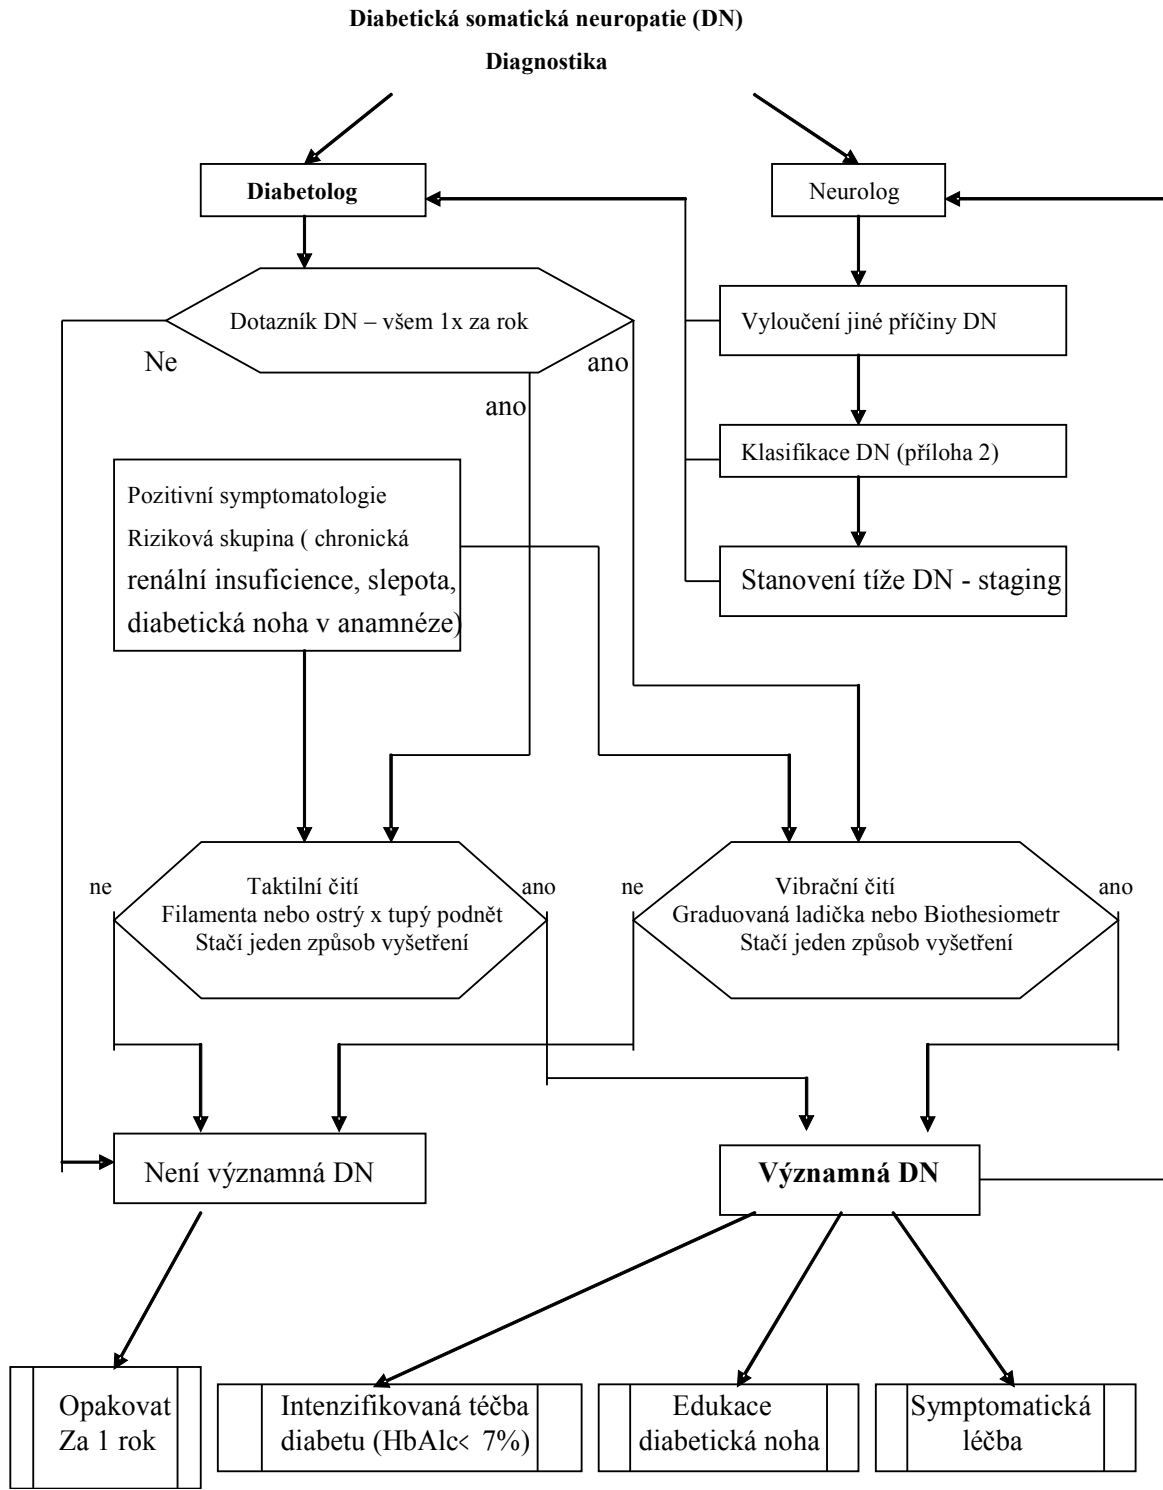 Diabetická somatická neuropatie (DN)
Diagnostika
Diabetolog
Neurolog
Dotazník DN – všem 1x za rok
Ne
ano
ano
Vyloučení jiné příčiny DN
Klasifikace DN (příloha 2)
Stanovení tíže DN - staging
Pozitivní symptomatologie
Riziková skupina ( chronická
renální insuficience, slepota,
diabetická noha v anamnéze)
ne
Taktilní čití
Filamenta nebo ostrý x tupý podnět
Stačí jeden způsob vyšetření
ano
ne
Vibrační čití
Graduovaná ladička nebo Biothesiometr
Stačí jeden způsob vyšetření
ano
Není významná DN
Významná DN
Opakovat
Za 1 rok
Intenzifikovaná téčba
diabetu (HbAlc< 7%)
Edukace
diabetická noha
Symptomatická
léčba